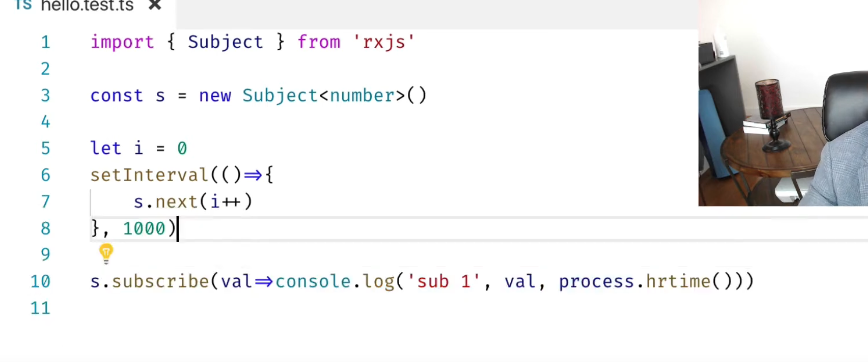 TS hello.test.ts ×
1 import { Subject } from 'rxjs'
2
3 const s = new Subject<number>()
4
5 let i = 0
6 setInterval(()=>{
7 s.next(i++)
8 }, 1000)
9
10 s.subscribe(val=>console.log('sub 1', val, process.hrtime()))
11